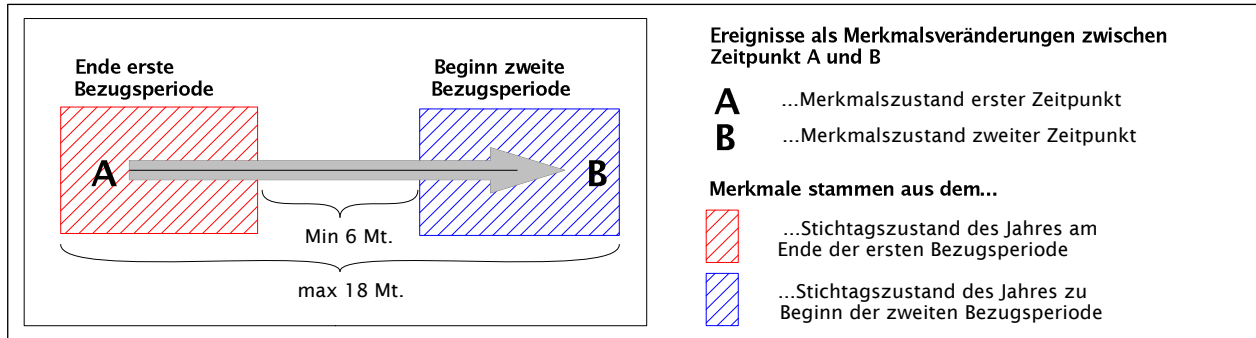 Ende erste
Bezugsperiode
Beginn zweite
Bezugsperiode
A
B
Min 6 Mt.
max 18 Mt.
Ereignisse als Merkmalsveränderungen zwischen
Zeitpunkt A und B
A ...Merkmalszustand erster Zeitpunkt
B ...Merkmalszustand zweiter Zeitpunkt
Merkmale stammen aus dem...
...Stichtagszustand des Jahres am
Ende der ersten Bezugsperiode
...Stichtagszustand des Jahres zu
Beginn der zweiten Bezugsperiode